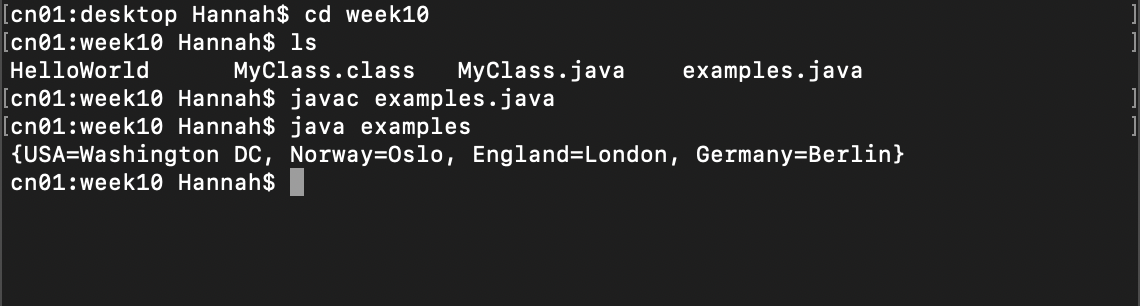 [cn01:desktop Hannah$ cd week10 ]
[cn01:week10 Hannah$ ls ]
HelloWorld MyClass.class MyClass.java examples.java
[cn01:week10 Hannah$ javac examples.java ]
[cn01:week10 Hannah$ java examples ]
{USA=Washington DC, Norway=Oslo, England=London, Germany=Berlin}
cn01:week10 Hannah$